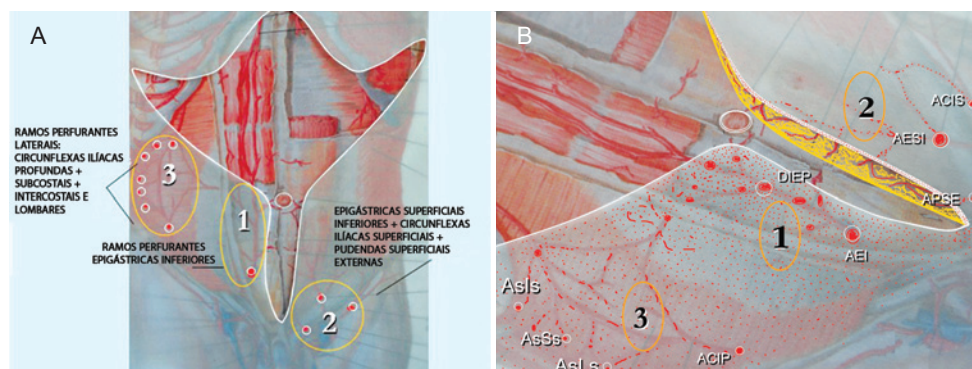 A
RAMOS PERFURANTES
LATERAIS:
CIRCUNFLEXAS ILÍACAS
PROFUNDAS +
SUBCOSTAIS +
INTERCOSTAIS E
LOMBARES
3
1
RAMOS PERFURANTES
EPIGÁSTRICAS INFERIORES
EPIGÁSTRICAS SUPERFICIAIS
INFERIORES + CIRCUNFLEXAS
ILÍACAS SUPERFICIAIS +
PUDENDAS SUPERFICIAIS
EXTERNAS
2
B
2
ACIS
AESI
DIEP
APSE
1
AEI
AsIs
3
AsSs
AsLs
ACIP